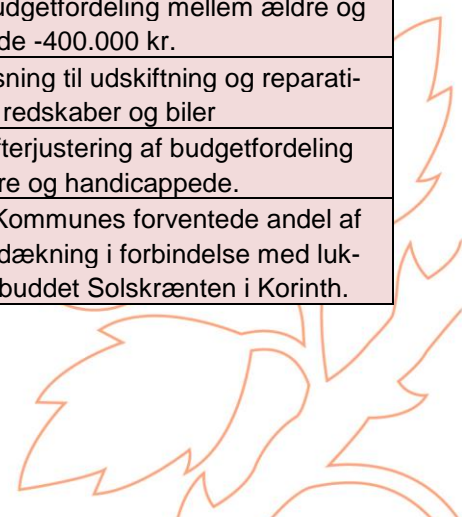 udgetfordeling mellem ældre og
de -400.000 kr.
sning til udskiftning og reparati-
redskaber og biler
fterjustering af budgetfordeling
re og handicappede.
Kommunes forventede andel af
dækning i forbindelse med luk-
buddet Solskrænten i Korinth.